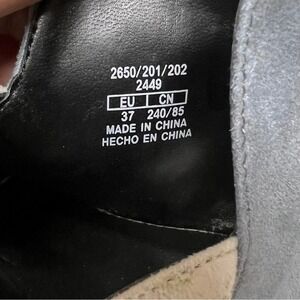 2650/201/202
2449
EU CN
37 240/85
MADE IN CHINA
HECHO EN CHINA